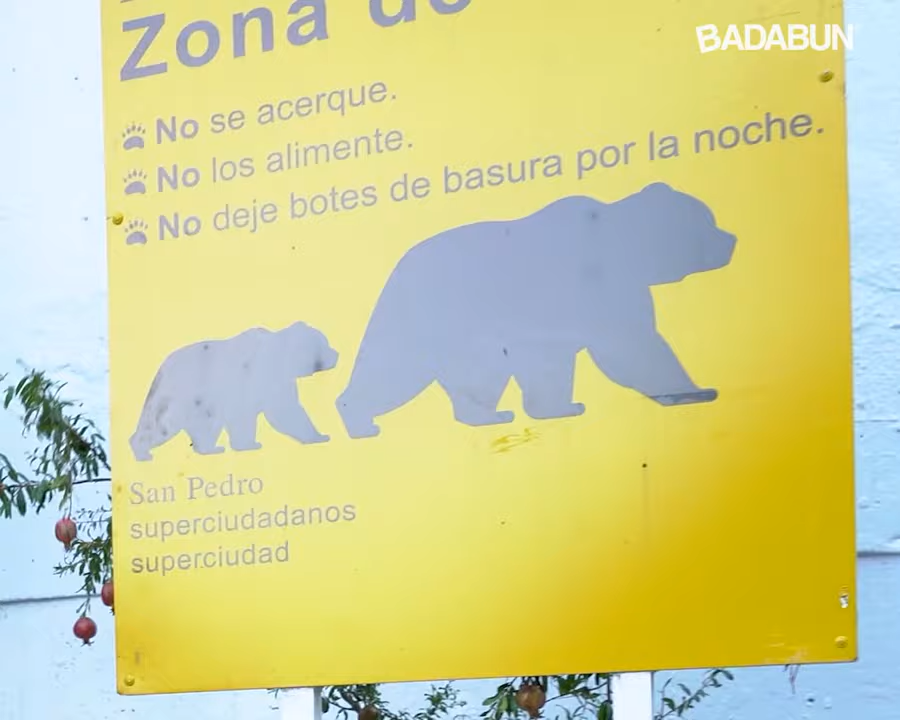 BADABUN
Zona de
No se acerque.
No los alimente.
No deje botes de basura por la noche.
San Pedro
superciudadanos
superciudad